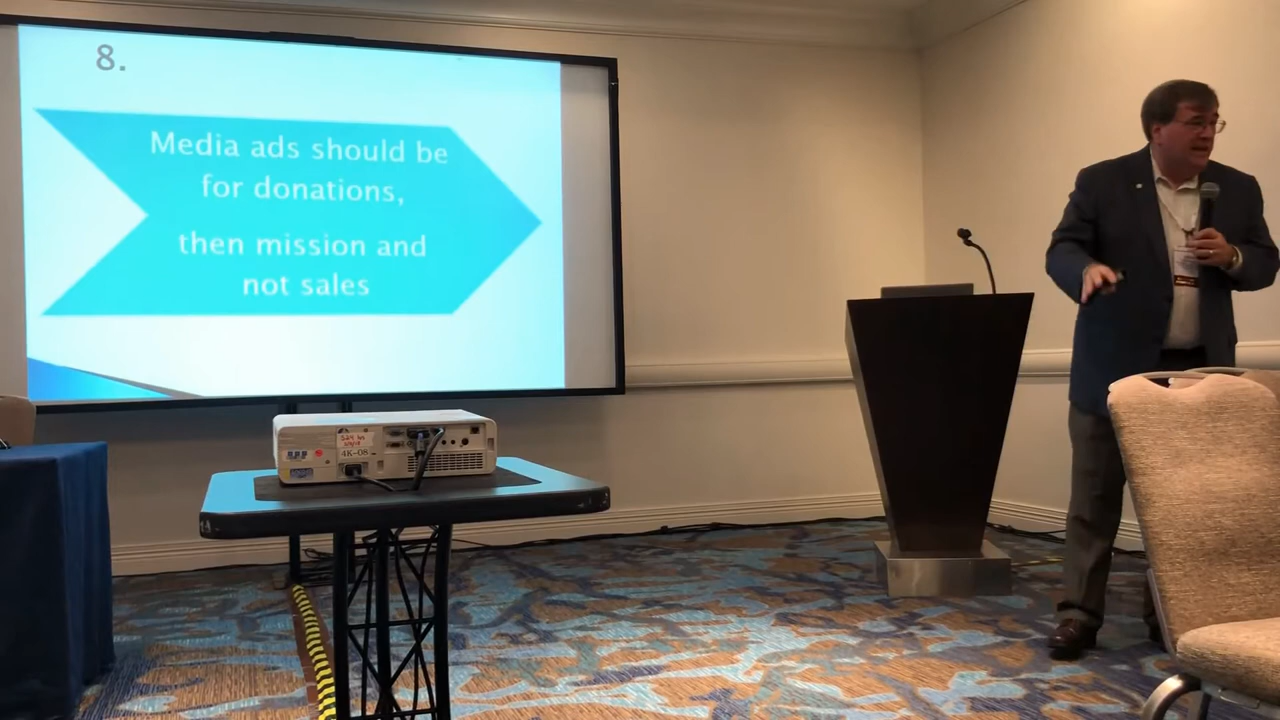 8.
Media ads should be
for donations,
then mission and
not sales
4K-08